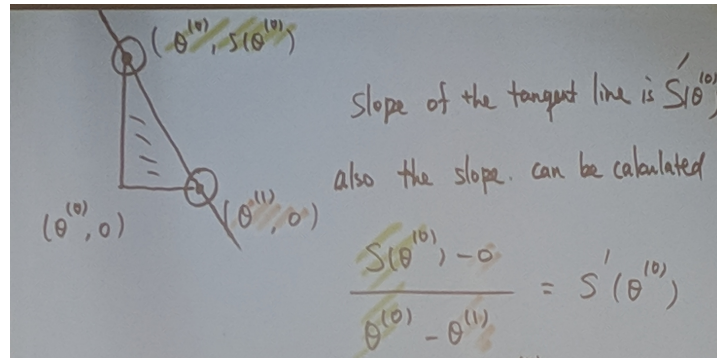 (θ^(0), S(θ^(0))
slope of the tangent line is S'(θ^(0))
also the slope. can be calculated
(θ^(0), 0)
(θ^(1), 0)
S(θ^(0)) - 0
θ^(0) - θ^(1)
= S'(θ^(0))